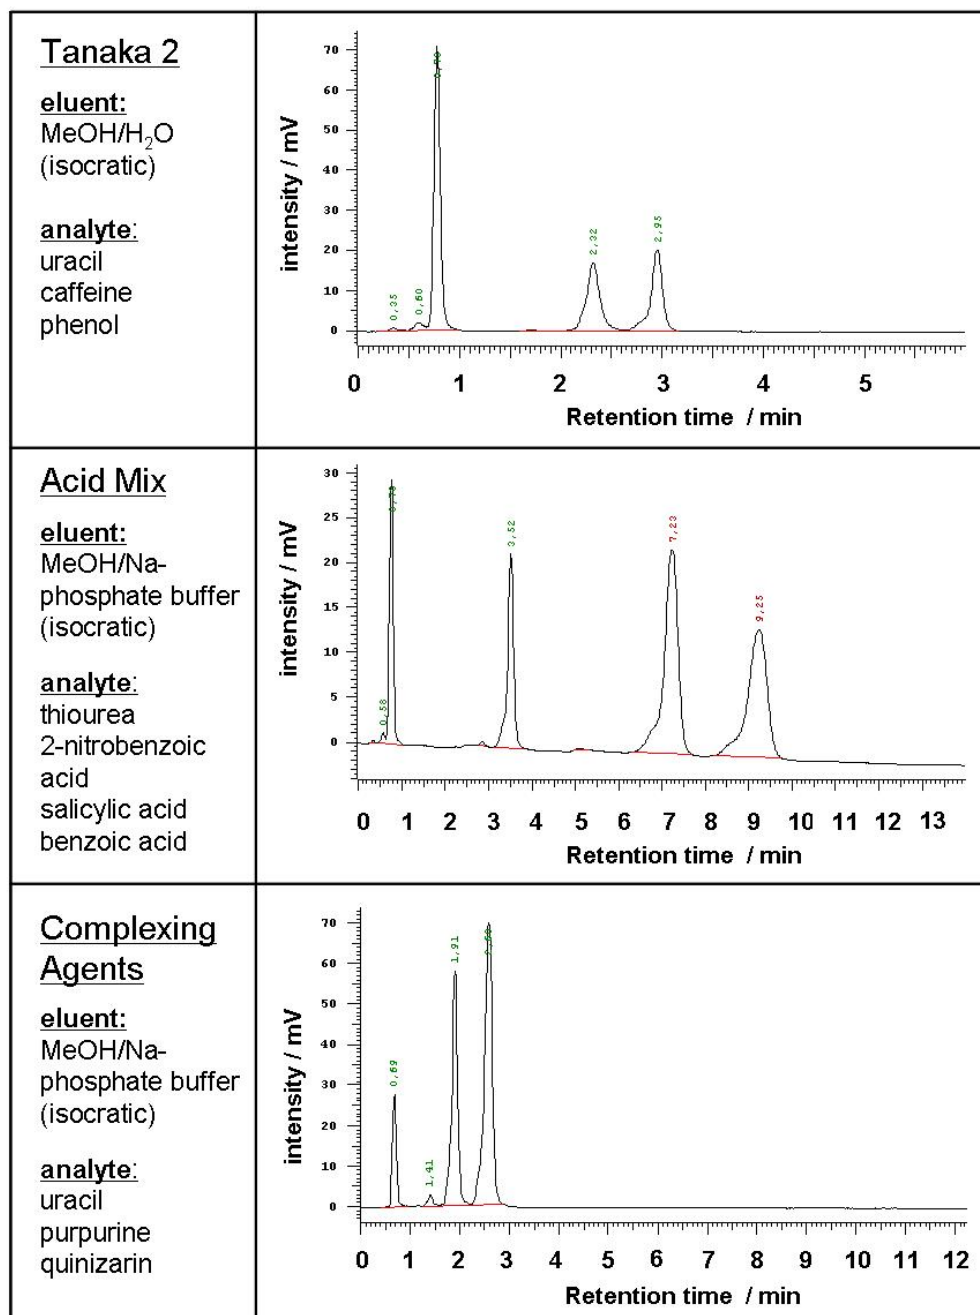 Tanaka 2
eluent:
MeOH/H₂O
(isocratic)
analyte:
uracil
caffeine
phenol
intensity / mV
70
60
50
40
30
20
10
0
0,35
0,60
2,32
2,95
0 1 2 3 4 5
Retention time / min
Acid Mix
eluent:
MeOH/Na-
phosphate buffer
(isocratic)
analyte:
thiourea
2-nitrobenzoic
acid
salicylic acid
benzoic acid
intensity / mV
30
25
20
15
10
5
0
0,58
3,52
7,23
9,25
0 1 2 3 4 5 6 7 8 9 10 11 12 13
Retention time / min
Complexing
Agents
eluent:
MeOH/Na-
phosphate buffer
(isocratic)
analyte:
uracil
purpurine
quinizarin
intensity / mV
70
60
50
40
30
20
10
0
0,69
1,41
1,91
0 1 2 3 4 5 6 7 8 9 10 11 12
Retention time / min